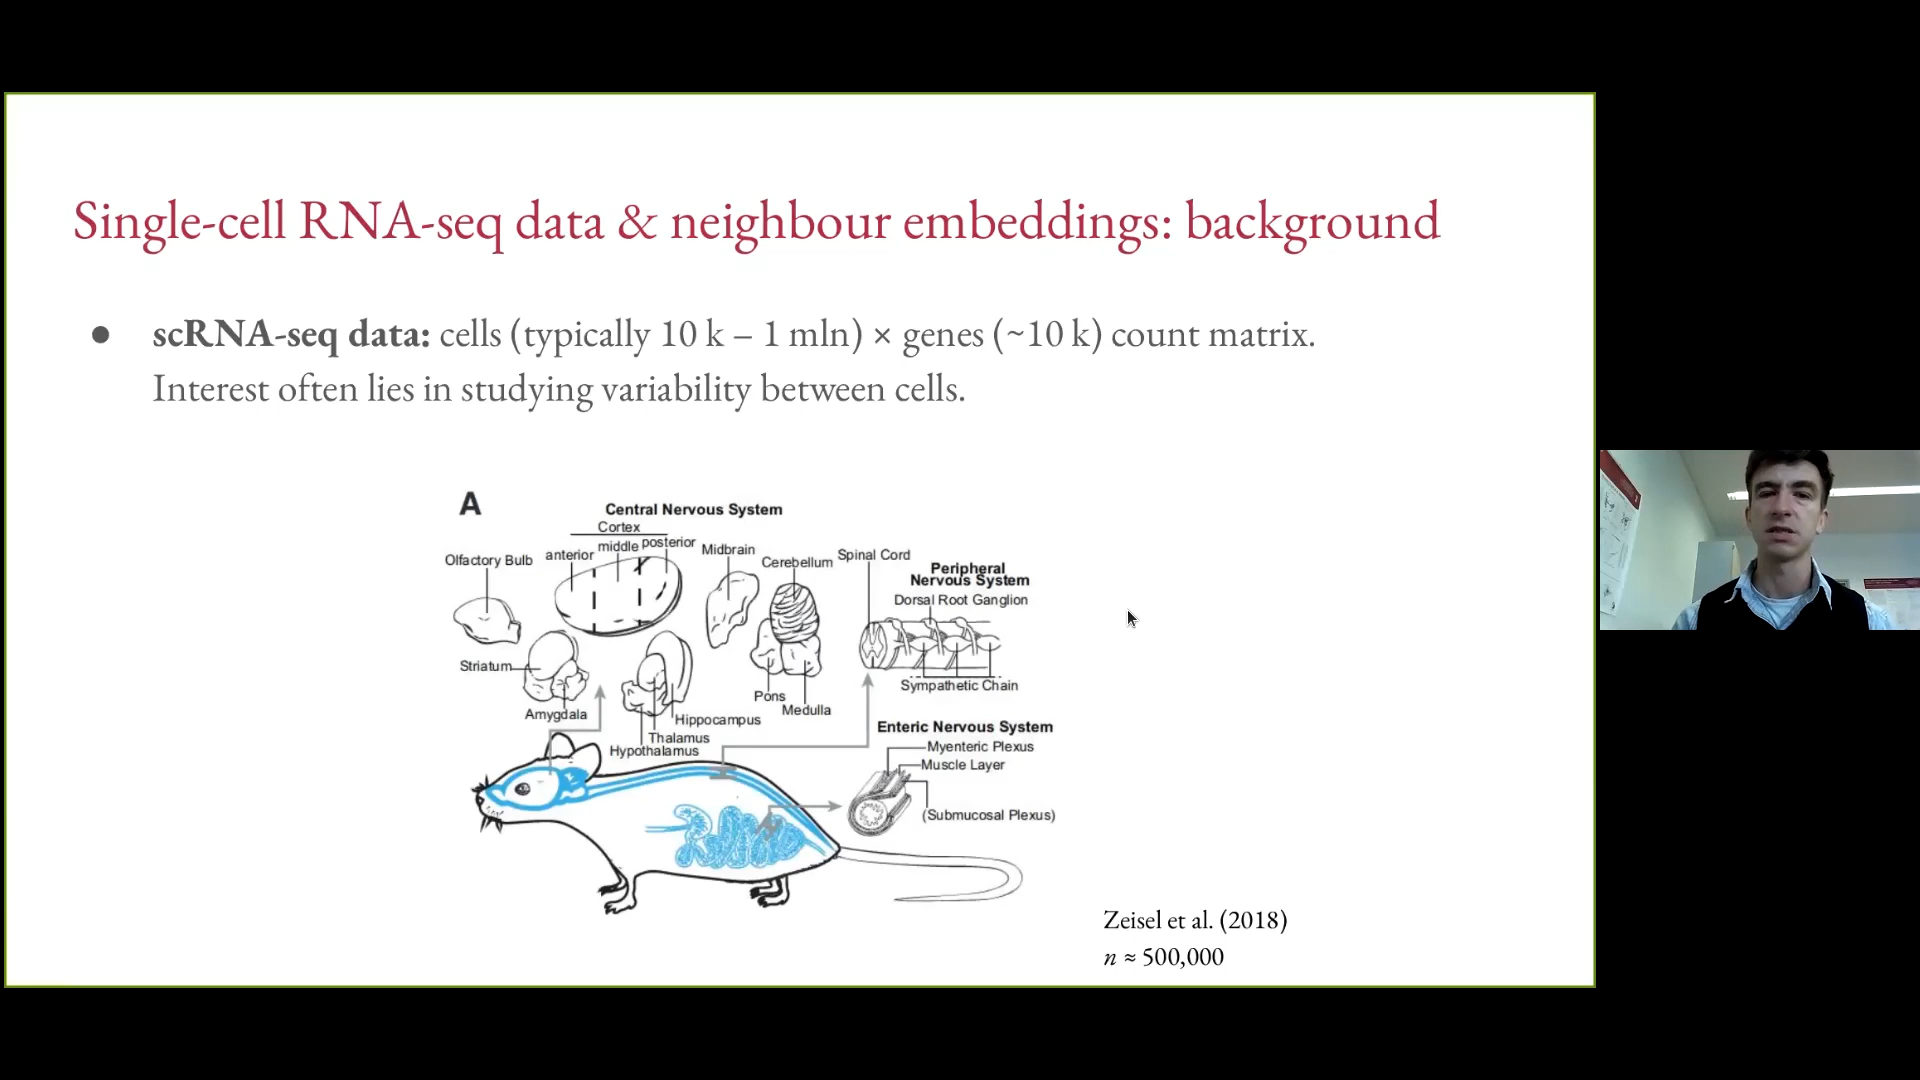 Single-cell RNA-seq data & neighbour embeddings: background
● scRNA-seq data: cells (typically 10 k – 1 mln) × genes (~10 k) count matrix.
Interest often lies in studying variability between cells.
A
Central Nervous System
Cortex
anterior
middle
posterior
Olfactory Bulb
Midbrain
Cerebellum
Spinal Cord
Peripheral
Nervous System
Dorsal Root Ganglion
Striatum
Amygdala
Hippocampus
Thalamus
Hypothalamus
Pons
Medulla
Sympathetic Chain
Enteric Nervous System
Myenteric Plexus
Muscle Layer
(Submucosal Plexus)
Zeisel et al. (2018)
n ≈ 500,000